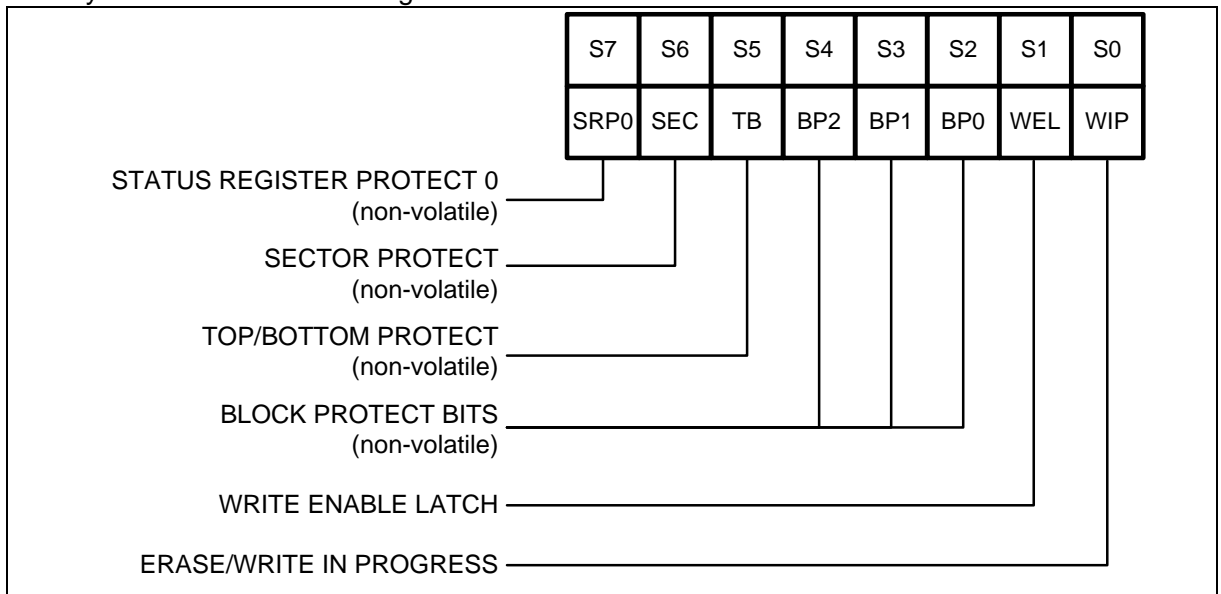 S7 S6 S5 S4 S3 S2 S1 S0
SRP0 SEC TB BP2 BP1 BP0 WEL WIP
STATUS REGISTER PROTECT 0
(non-volatile)
SECTOR PROTECT
(non-volatile)
TOP/BOTTOM PROTECT
(non-volatile)
BLOCK PROTECT BITS
(non-volatile)
WRITE ENABLE LATCH
ERASE/WRITE IN PROGRESS